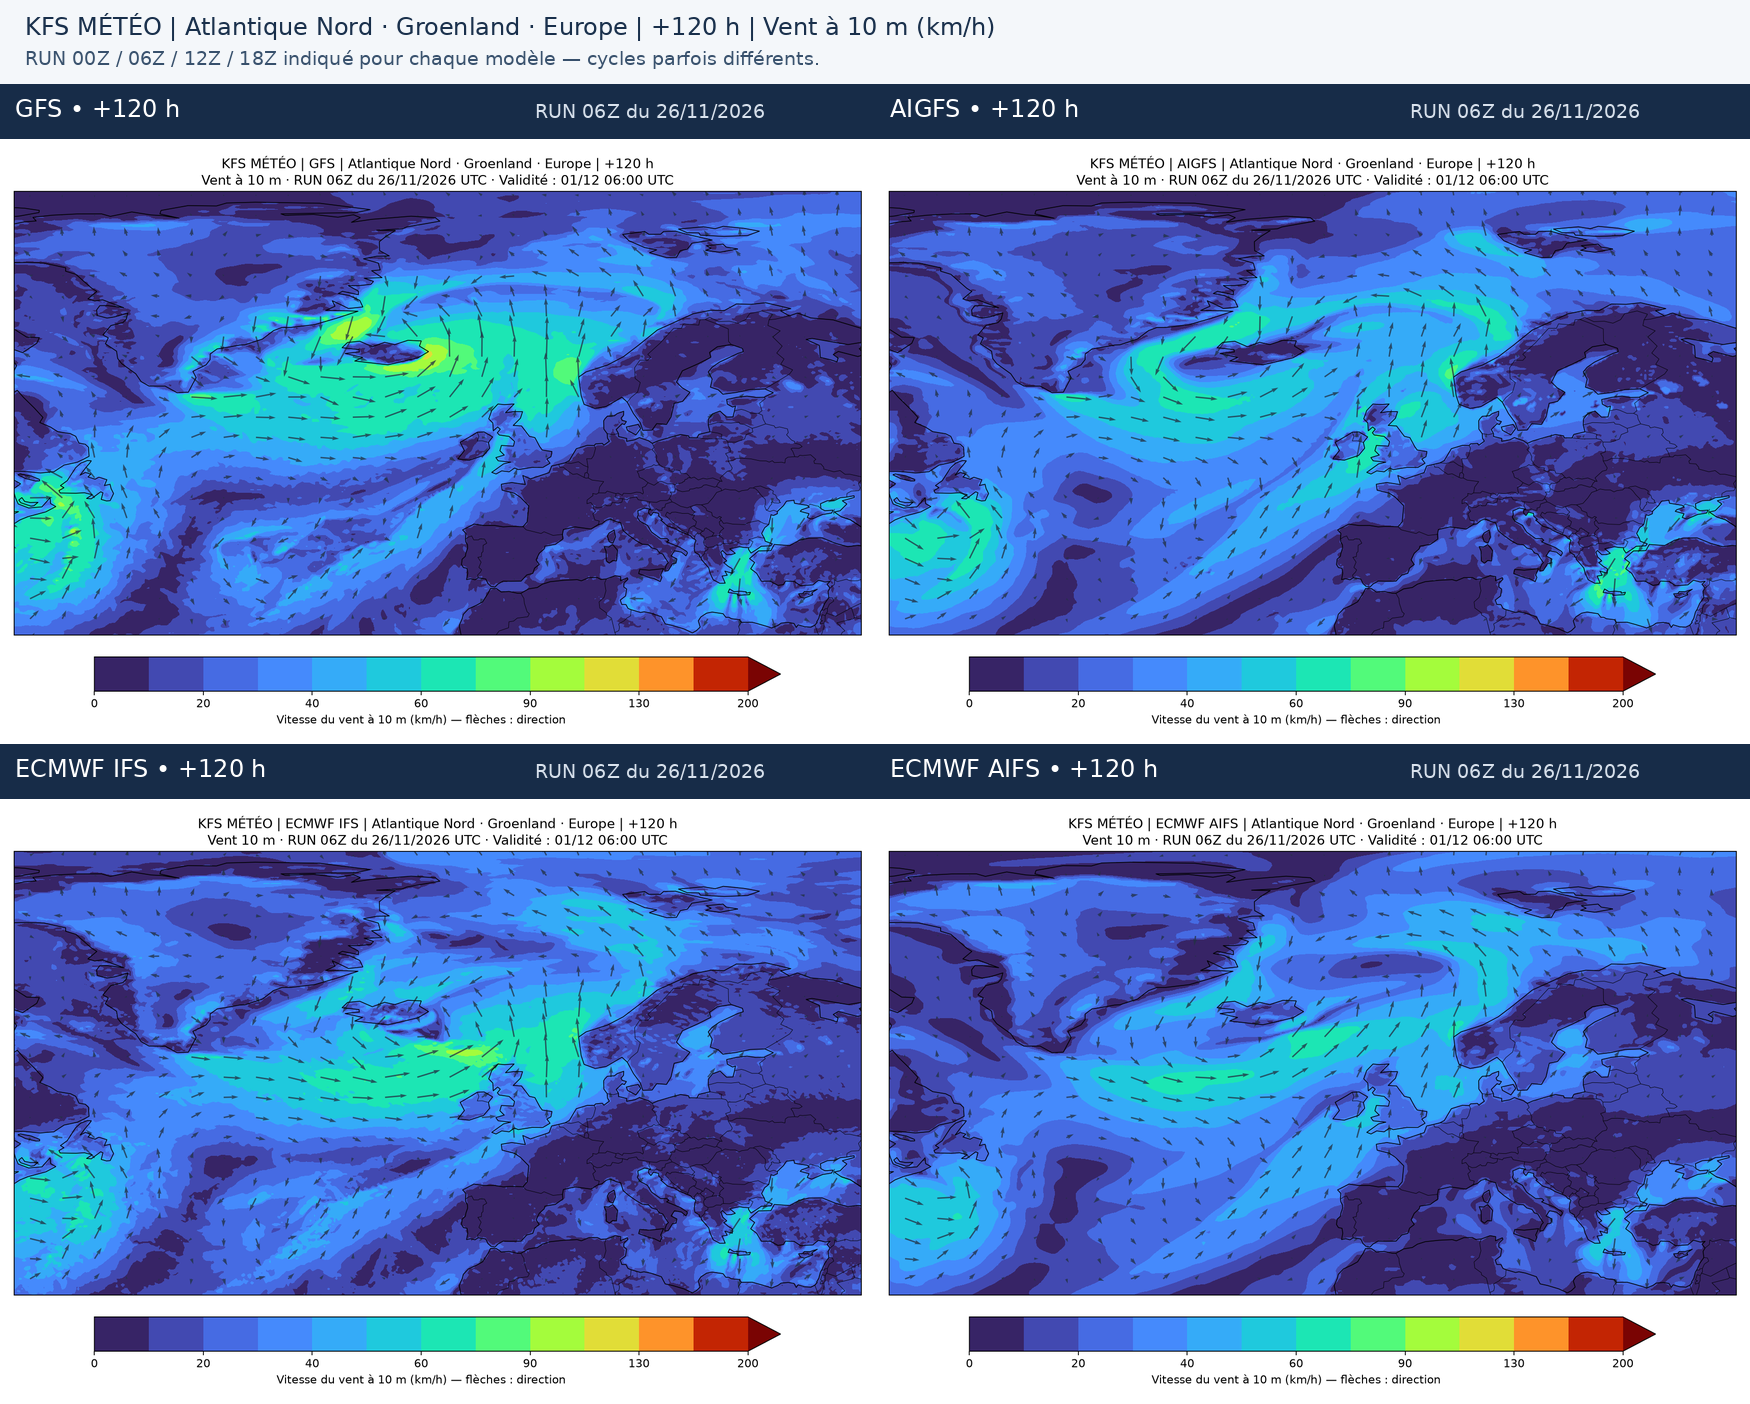 KFS MÉTÉO | Atlantique Nord · Groenland · Europe | +120 h | Vent à 10 m (km/h)
RUN 00Z / 06Z / 12Z / 18Z indiqué pour chaque modèle — cycles parfois différents.
GFS • +120 h
RUN 06Z du 26/11/2026
AIGFS • +120 h
RUN 06Z du 26/11/2026
KFS MÉTÉO | GFS | Atlantique Nord · Groenland · Europe | +120 h
Vent à 10 m · RUN 06Z du 26/11/2026 UTC · Validité : 01/12 06:00 UTC
KFS MÉTÉO | AIGFS | Atlantique Nord · Groenland · Europe | +120 h
Vent à 10 m · RUN 06Z du 26/11/2026 UTC · Validité : 01/12 06:00 UTC
0 20 40 60 90 130 200
Vitesse du vent à 10 m (km/h) — flèches : direction
0 20 40 60 90 130 200
Vitesse du vent à 10 m (km/h) — flèches : direction
ECMWF IFS • +120 h
RUN 06Z du 26/11/2026
ECMWF AIFS • +120 h
RUN 06Z du 26/11/2026
KFS MÉTÉO | ECMWF IFS | Atlantique Nord · Groenland · Europe | +120 h
Vent 10 m · RUN 06Z du 26/11/2026 UTC · Validité : 01/12 06:00 UTC
KFS MÉTÉO | ECMWF AIFS | Atlantique Nord · Groenland · Europe | +120 h
Vent 10 m · RUN 06Z du 26/11/2026 UTC · Validité : 01/12 06:00 UTC
0 20 40 60 90 130 200
Vitesse du vent à 10 m (km/h) — flèches : direction
0 20 40 60 90 130 200
Vitesse du vent à 10 m (km/h) — flèches : direction